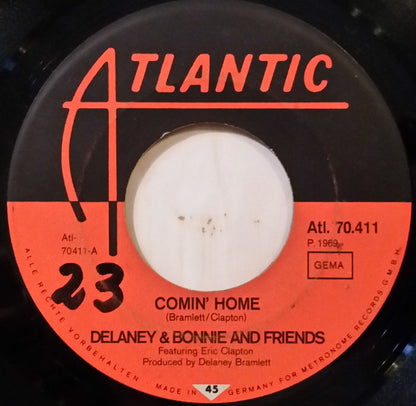 ATLANTIC
Atl-
70411-A
Atl. 70.411
P. 1969
GEMA
23
COMIN' HOME
(Bramlett/Clapton)
DELANEY & BONNIE AND FRIENDS
Featuring Eric Clapton
Produced by Delaney Bramlett
ALLE RECHTE VORBEHALTEN
MADE IN 45 GERMANY FOR METRONOME RECORDS G.M.B.H.